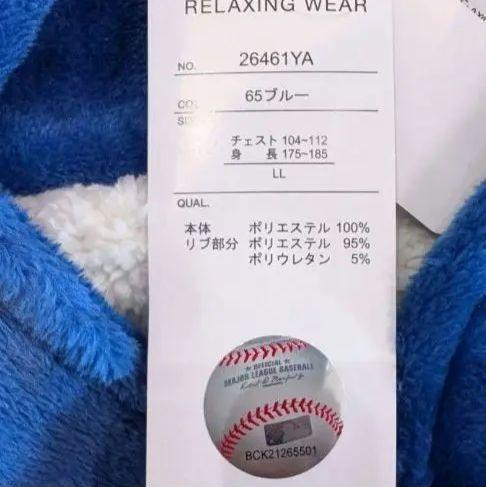 RELAXING WEAR
NO. 26461YA
COL 65ブルー
チェスト 104~112
身 長 175~185
LL
QUAL.
本体 ポリエステル 100%
リブ部分 ポリエステル 95%
ポリウレタン 5%
OFFICIAL
MAJOR LEAGUE BASEBALL
BCK21265501